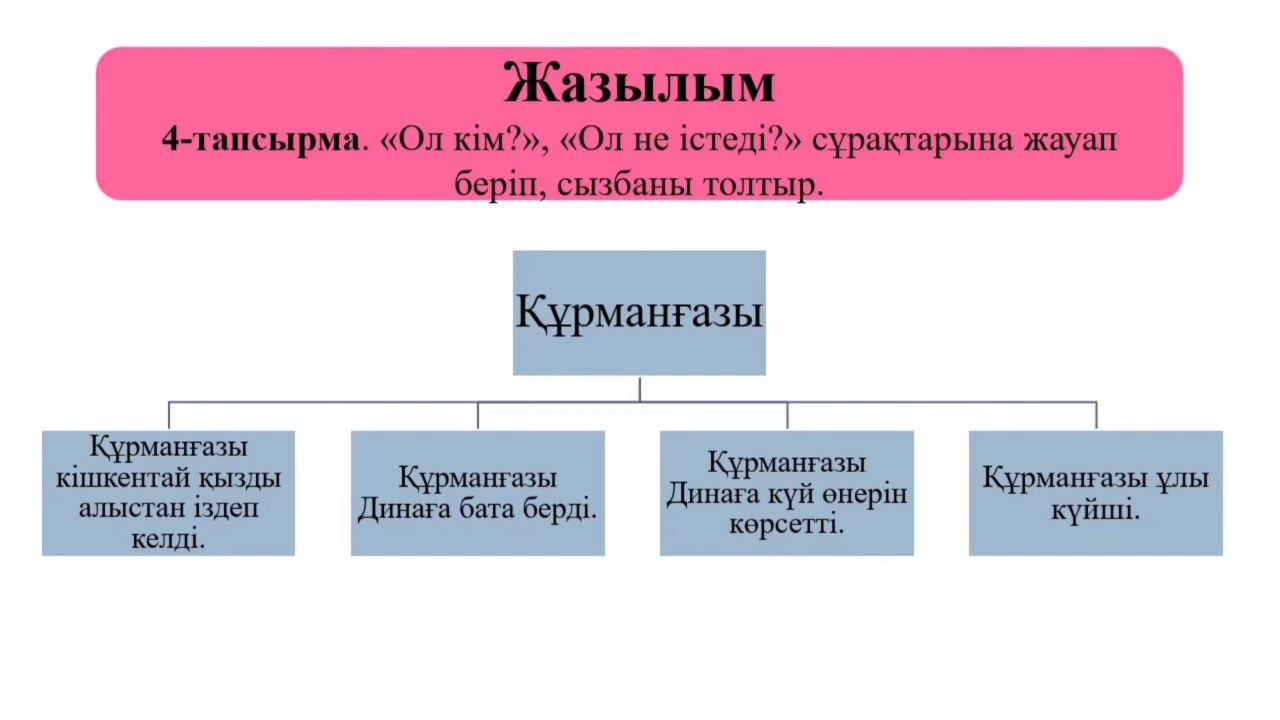 Жазылым
4-тапсырма. «Ол кім?», «Ол не істеді?» сұрақтарына жауап
беріп, сызбаны толтыр.
Құрманғазы
Құрманғазы
кішкентай қызды
алыстан іздеп
келді.
Құрманғазы
Динаға бата берді.
Құрманғазы
Динаға күй өнерін
көрсетті.
Құрманғазы ұлы
күйші.